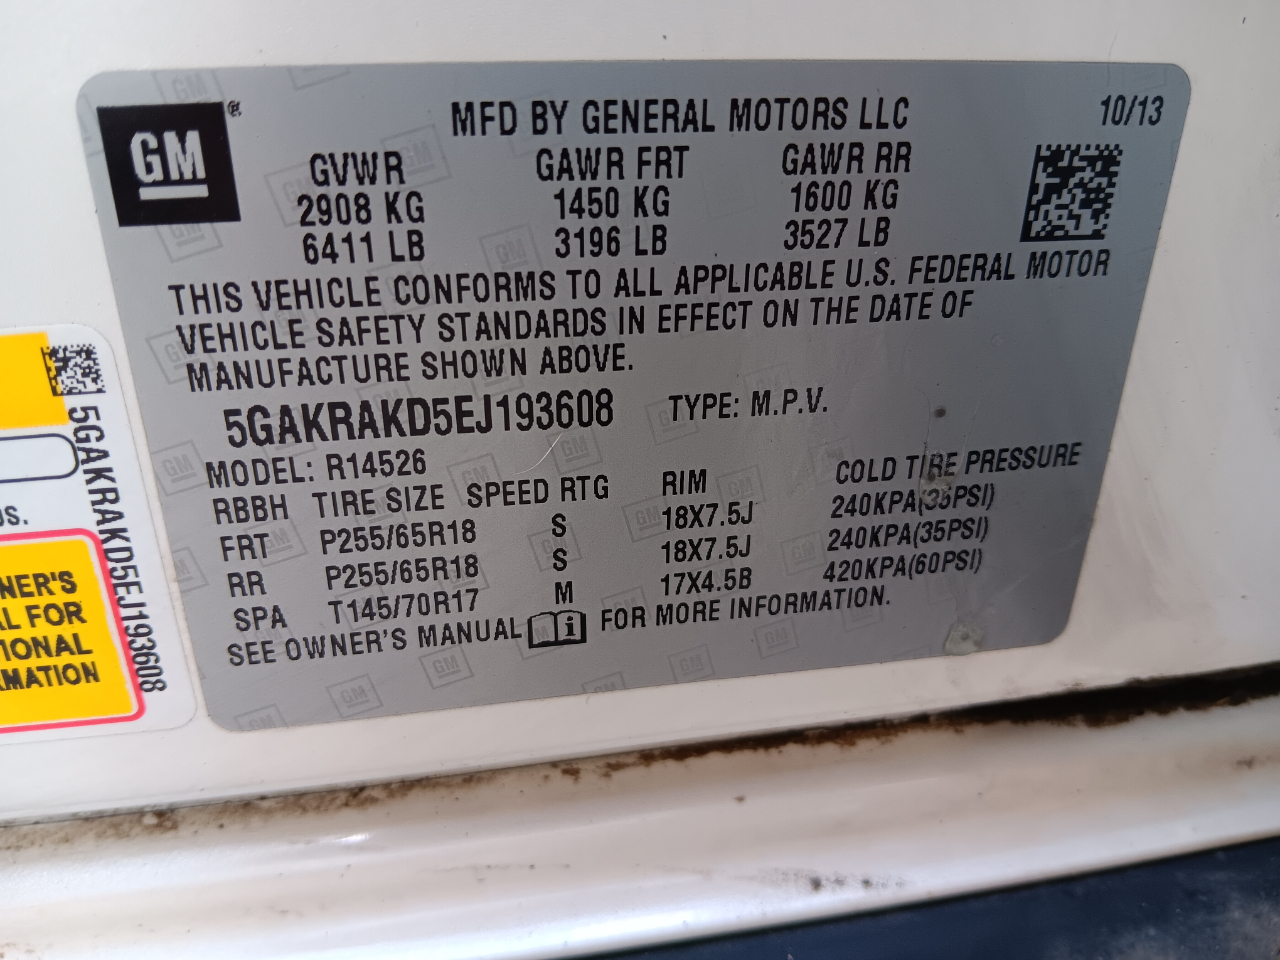 GM
®
MFD BY GENERAL MOTORS LLC 10/13
GVWR GAWR FRT GAWR RR
2908 KG 1450 KG 1600 KG
6411 LB 3196 LB 3527 LB
THIS VEHICLE CONFORMS TO ALL APPLICABLE U.S. FEDERAL MOTOR
VEHICLE SAFETY STANDARDS IN EFFECT ON THE DATE OF
MANUFACTURE SHOWN ABOVE.
5GAKRAKD5EJ193608 TYPE: M.P.V.
MODEL: R14526
RBBH TIRE SIZE SPEED RTG RIM COLD TIRE PRESSURE
FRT P255/65R18 S 18X7.5J 240KPA(35PSI)
RR P255/65R18 S 18X7.5J 240KPA(35PSI)
SPA T145/70R17 M 17X4.5B 420KPA(60PSI)
SEE OWNER'S MANUAL i FOR MORE INFORMATION.
5GAKRAKD5EJ193608